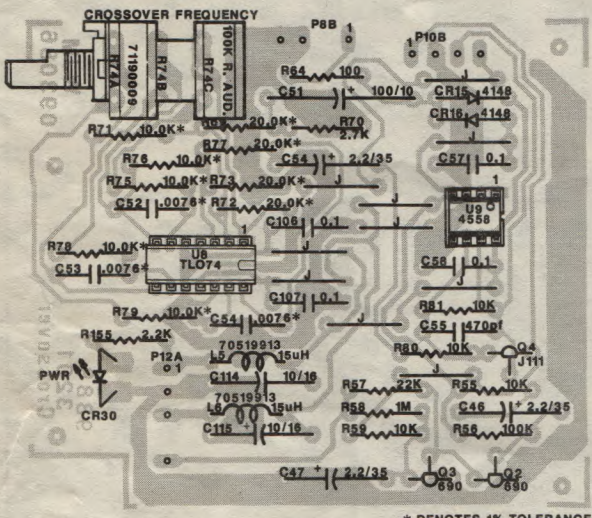 CROSSOVER FREQUENCY
R74A
71190009
R74B
R74C
100K R. AUD.
P8B 1
1 P10B
R64 100
J
C51 + 100/10
CR15 4148
CR16 4148
R71 10.0K*
20.0K*
R70
2.7K
R77 20.0K*
J
R76 10.0K*
C54 + 2.2/35
C57 0.1
R75 10.0K*
R73 20.0K*
J
1
C52 .0076*
R72 20.0K*
J
U9
4558
C106 0.1
J
R78 10.0K*
1
U8
TL074
J
C53 .0076*
C58 0.1
J
J
C107 0.1
R81 10K
R79 10.0K*
C54 .0076*
J
C55 470pf
R155 2.2K
70519913
R80 10K
Q4
J111
P12A
1
L5 15uH
J
PWR
C114 10/16
R57 22K
R55 10K
CR30
70519913
L6 15uH
R58 1M
C46 + 2.2/35
C115 + 10/16
R59 10K
R56 100K
C47 + 2.2/35
Q3
690
Q2
690
* DENOTES 1% TOLERANCE